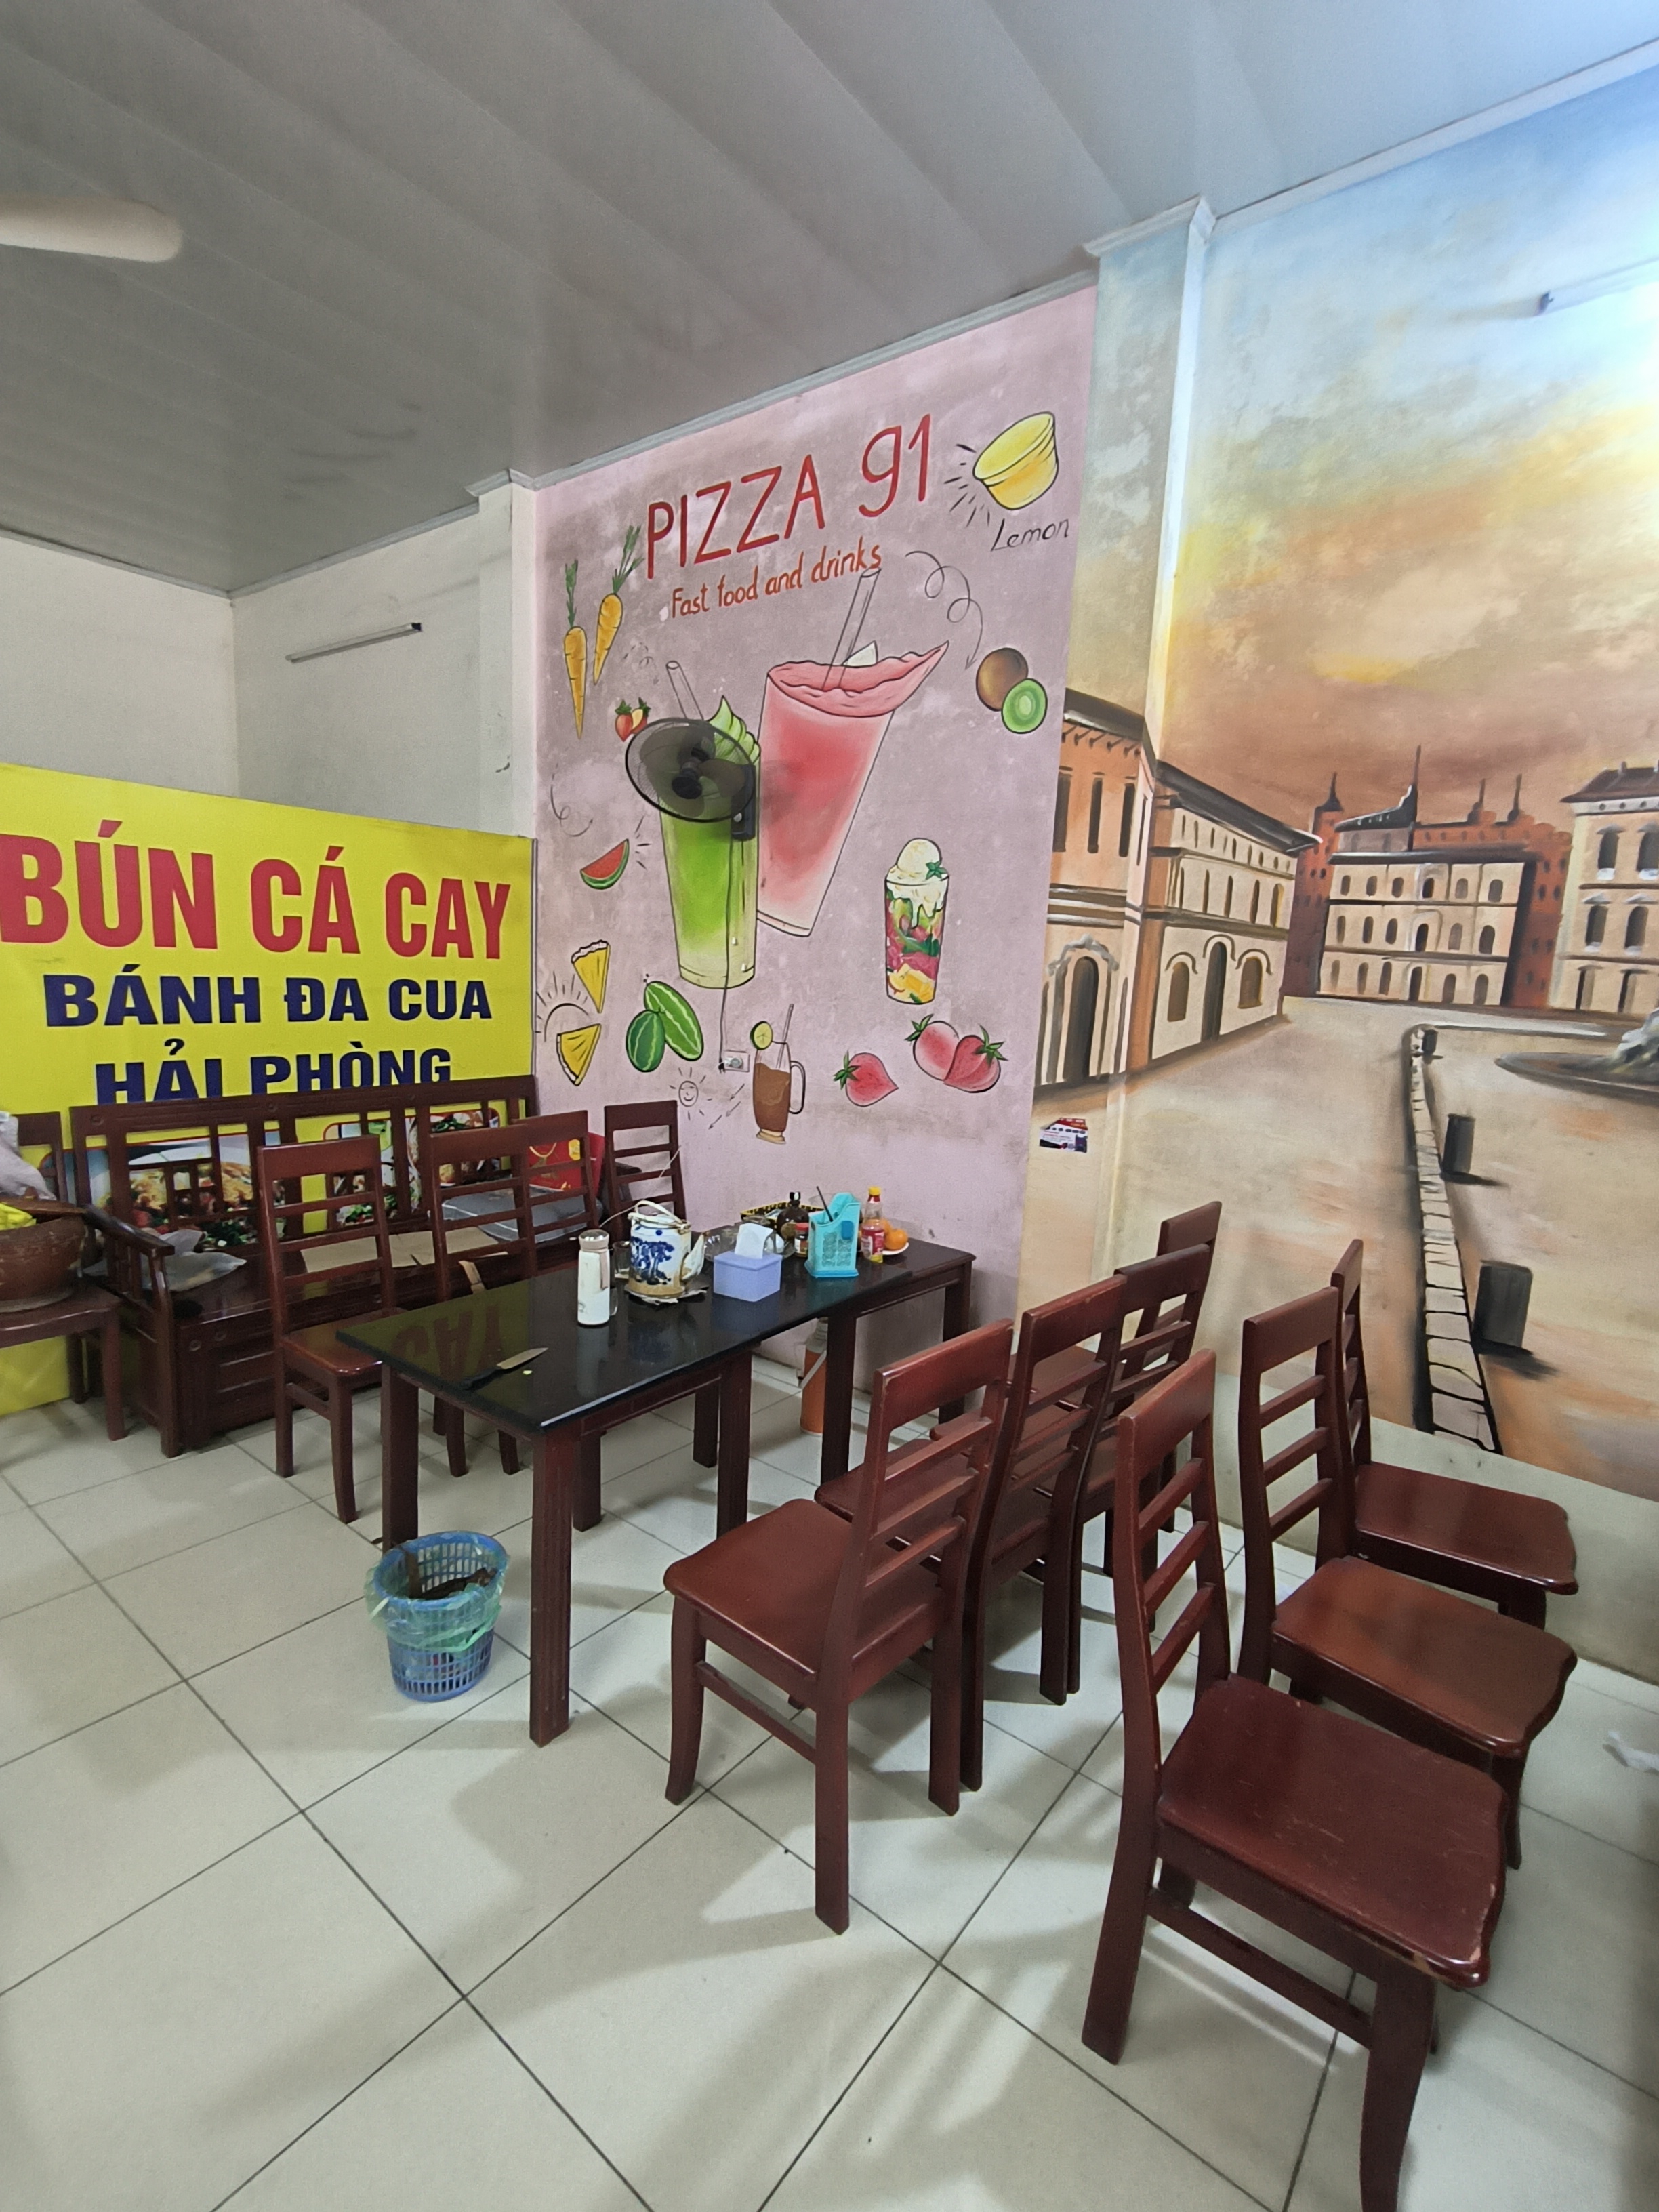 PIZZA 91
Fast food and drinks
Lemon
BÚN CÁ CAY
BÁNH ĐA CUA
HẢI PHÒNG